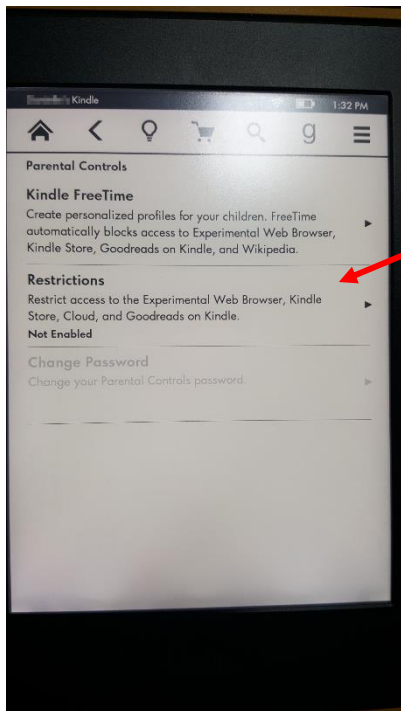 Kindle
1:32 PM
g
Parental Controls
Kindle FreeTime
Create personalized profiles for your children. FreeTime
automatically blocks access to Experimental Web Browser,
Kindle Store, Goodreads on Kindle, and Wikipedia.
Restrictions
Restrict access to the Experimental Web Browser, Kindle
Store, Cloud, and Goodreads on Kindle.
Not Enabled
Change Password
Change your Parental Controls password.